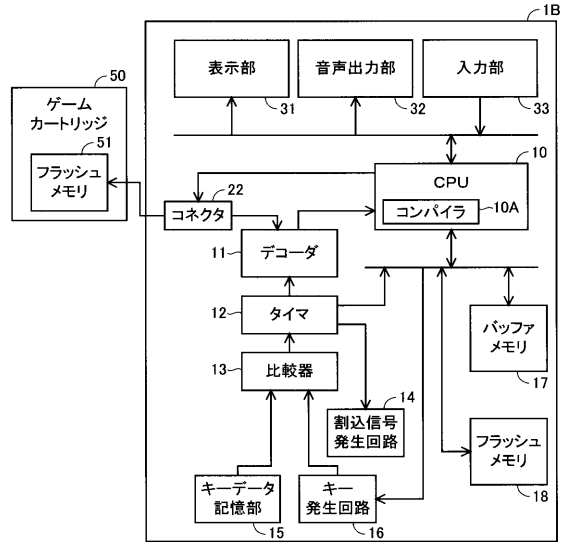 1B
表示部
31
音声出力部
32
入力部
33
50
ゲーム
カートリッジ
51
フラッシュ
メモリ
22
コネクタ
10
CPU
コンパイラ
10A
11
デコーダ
12
タイマ
13
比較器
14
割込信号
発生回路
バッファ
メモリ
17
フラッシュ
メモリ
18
キーデータ
記憶部
15
キー
発生回路
16